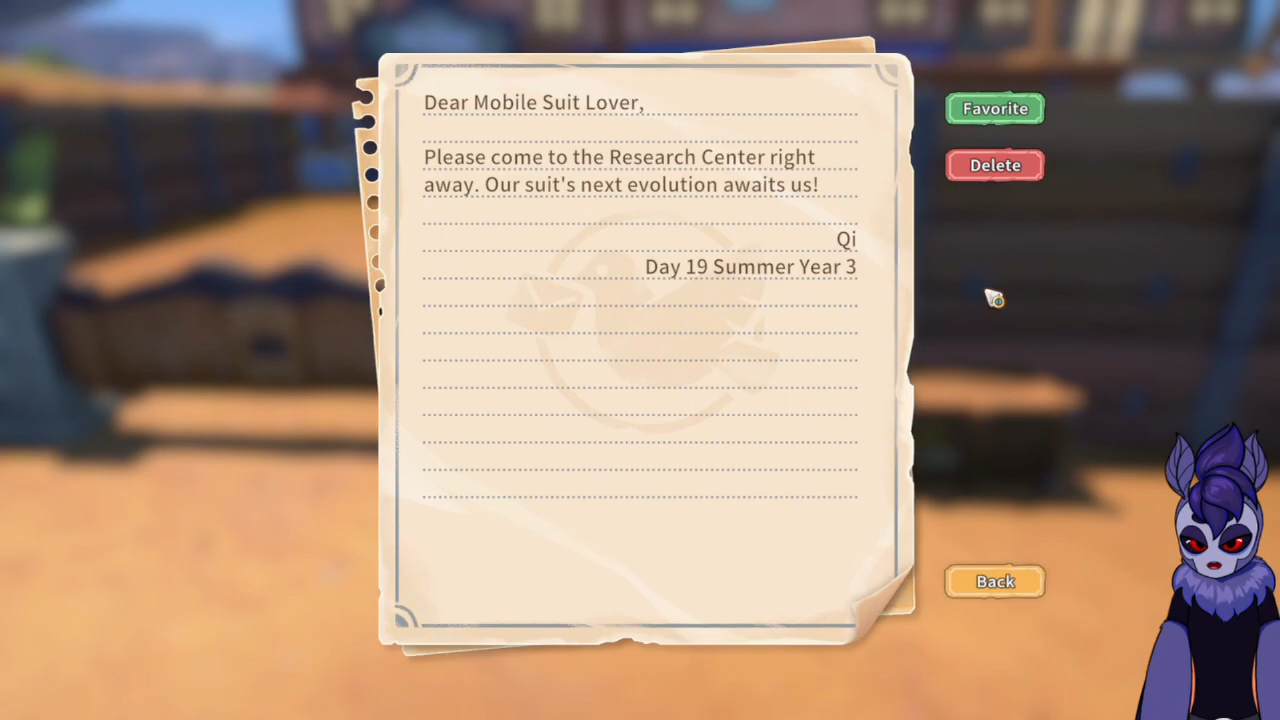 Dear Mobile Suit Lover,
Please come to the Research Center right
away. Our suit's next evolution awaits us!
Qi
Day 19 Summer Year 3
Favorite
Delete
Back